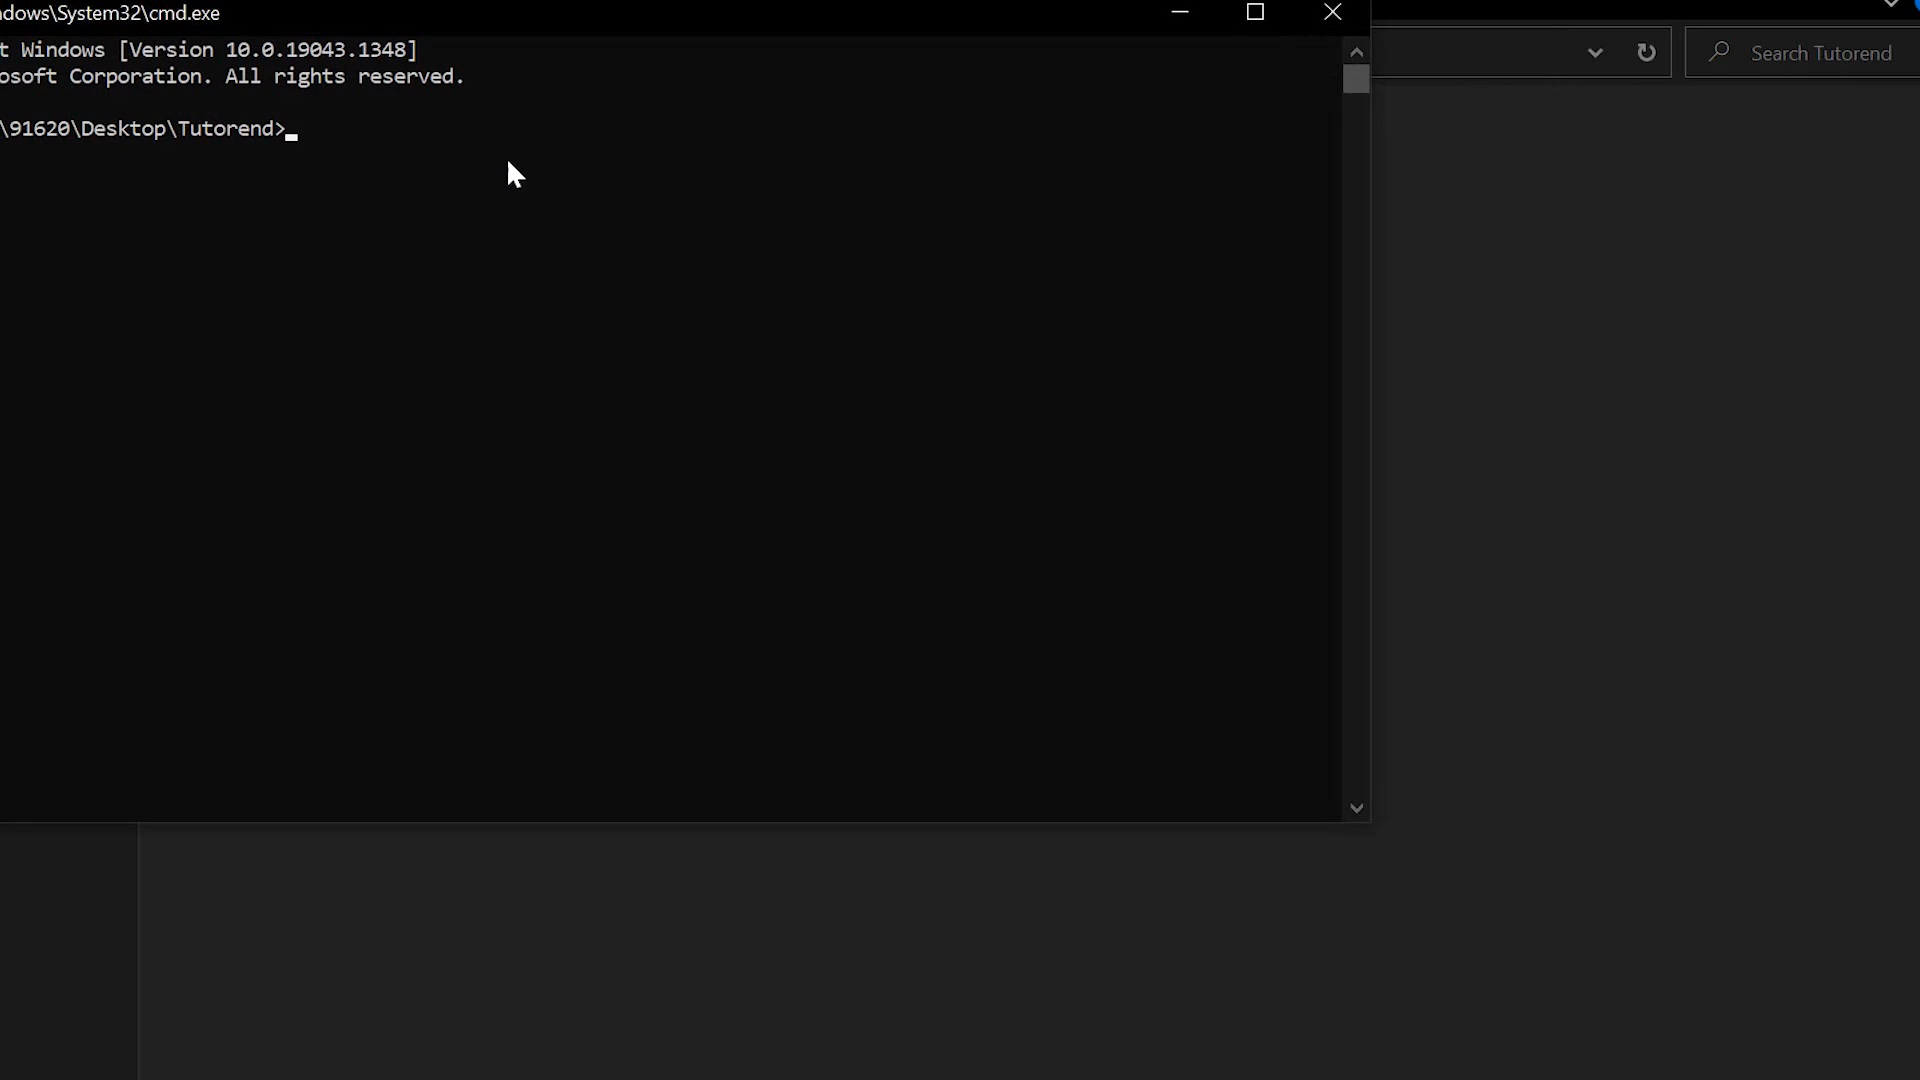 ndows\System32\cmd.exe
t Windows [Version 10.0.19043.1348]
osoft Corporation. All rights reserved.
\91620\Desktop\Tutorend>
Search Tutorend